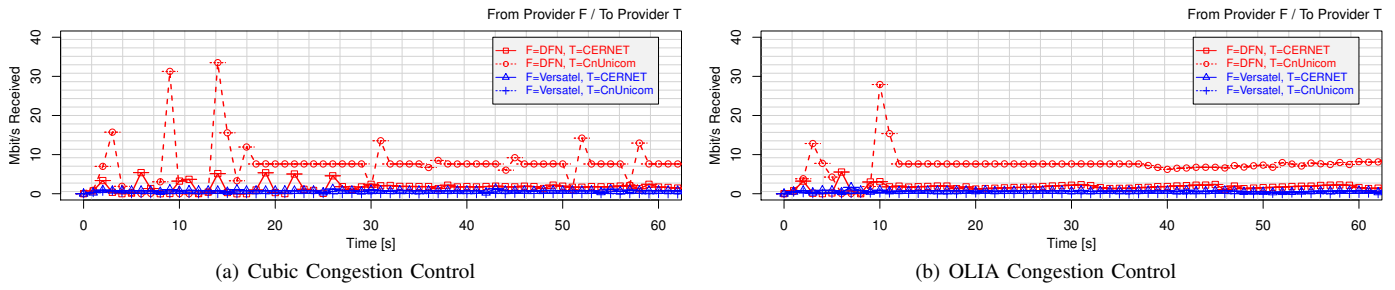 From Provider F / To Provider T
Mbit/s Received
40
30
20
10
0
F=DFN, T=CERNET
F=DFN, T=CnUnicom
F=Versatel, T=CERNET
F=Versatel, T=CnUnicom
0 10 20 30 40 50 60
Time [s]
(a) Cubic Congestion Control
From Provider F / To Provider T
Mbit/s Received
40
30
20
10
0
F=DFN, T=CERNET
F=DFN, T=CnUnicom
F=Versatel, T=CERNET
F=Versatel, T=CnUnicom
0 10 20 30 40 50 60
Time [s]
(b) OLIA Congestion Control